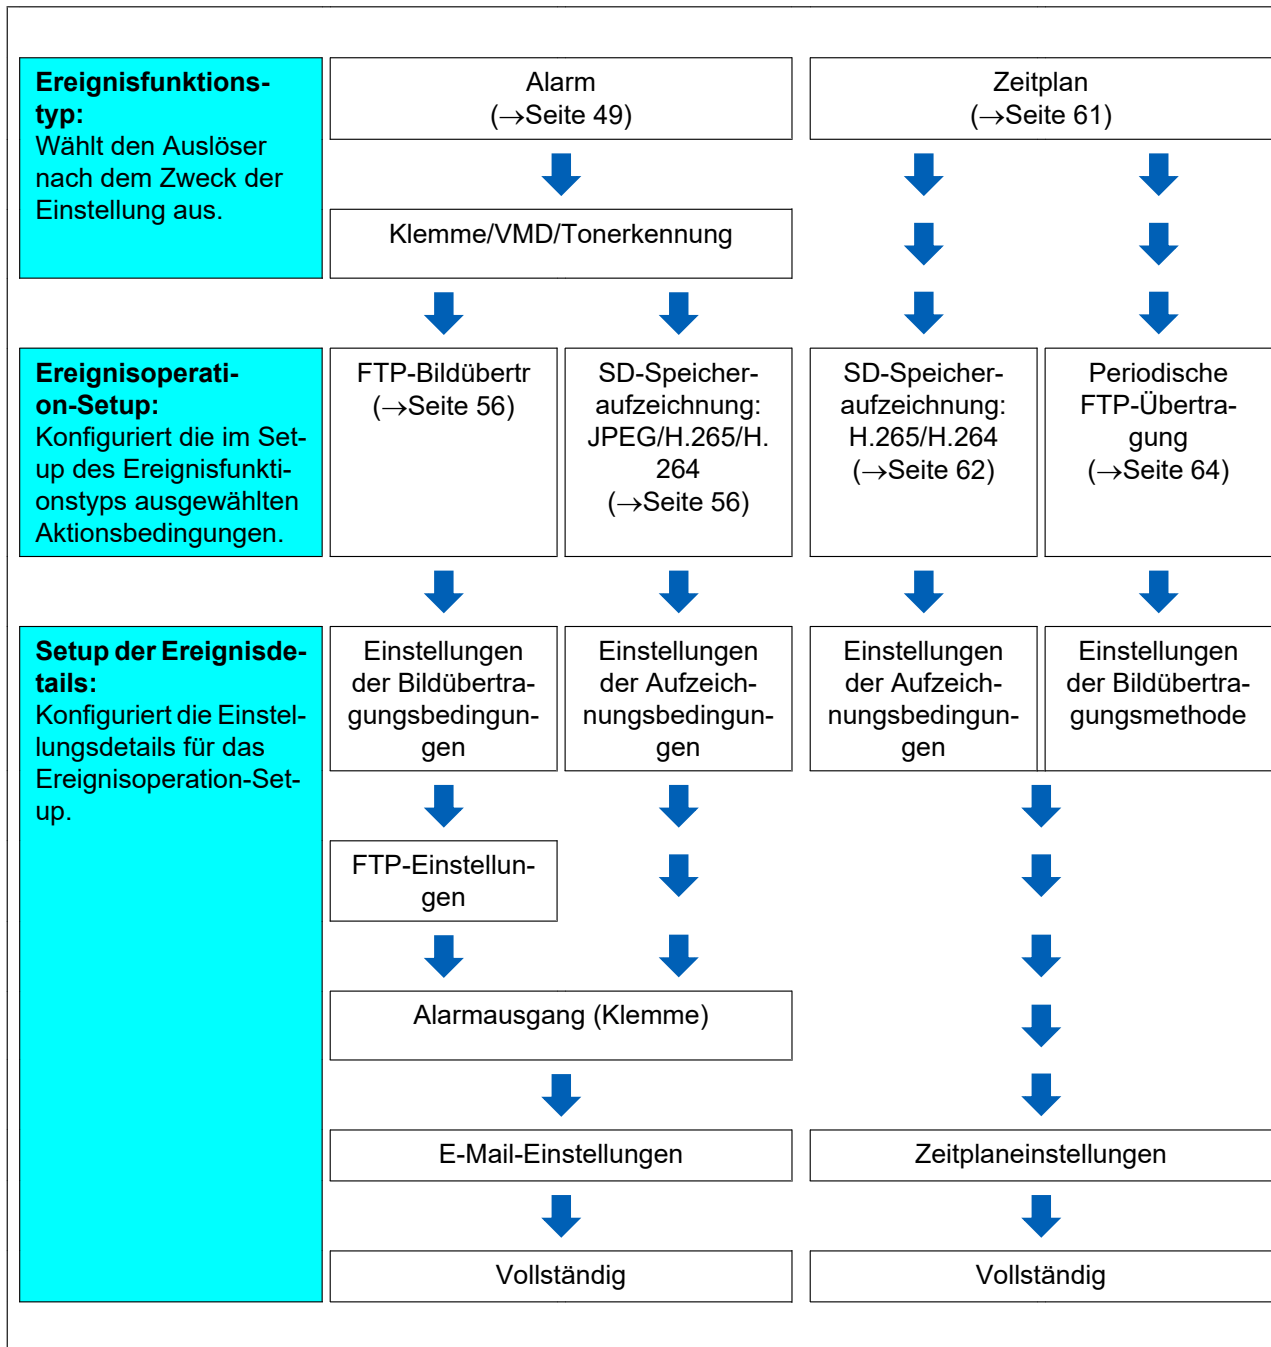 Ereignisfunktions-
typ:
Wählt den Auslöser
nach dem Zweck der
Einstellung aus.
Alarm
(→Seite 49)
Zeitplan
(→Seite 61)
Klemme/VMD/Tonerkennung
Ereignisoperati-
on-Setup:
Konfiguriert die im Set-
up des Ereignisfunkti-
onstyps ausgewählten
Aktionsbedingungen.
FTP-Bildübertr
(→Seite 56)
SD-Speicher-
aufzeichnung:
JPEG/H.265/H.
264
(→Seite 56)
SD-Speicher-
aufzeichnung:
H.265/H.264
(→Seite 62)
Periodische
FTP-Übertra-
gung
(→Seite 64)
Setup der Ereignisde-
tails:
Konfiguriert die Einstel-
lungsdetails für das
Ereignisoperation-Set-
up.
Einstellungen
der Bildübertra-
gungsbedingun-
gen
Einstellungen
der Aufzeich-
nungsbedingun-
gen
Einstellungen
der Aufzeich-
nungsbedingun-
gen
Einstellungen
der Bildübertra-
gungsmethode
FTP-Einstellun-
gen
Alarmausgang (Klemme)
E-Mail-Einstellungen
Zeitplaneinstellungen
Vollständig
Vollständig